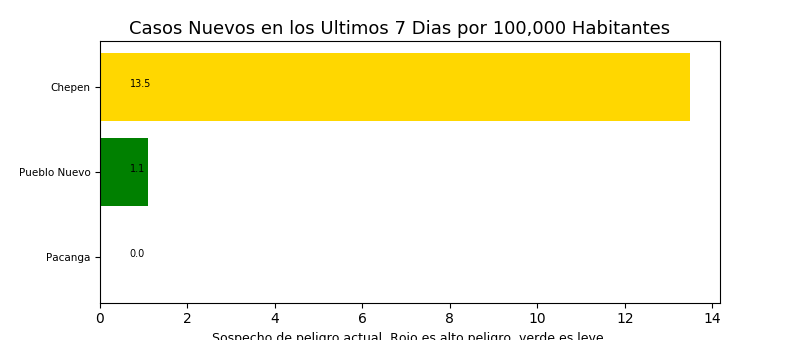 Casos Nuevos en los Ultimos 7 Dias por 100,000 Habitantes
Chepen
13.5
Pueblo Nuevo
1.1
Pacanga
0.0
0 2 4 6 8 10 12 14
Sospecho de peligro actual. Rojo es alto peligro, verde es leve